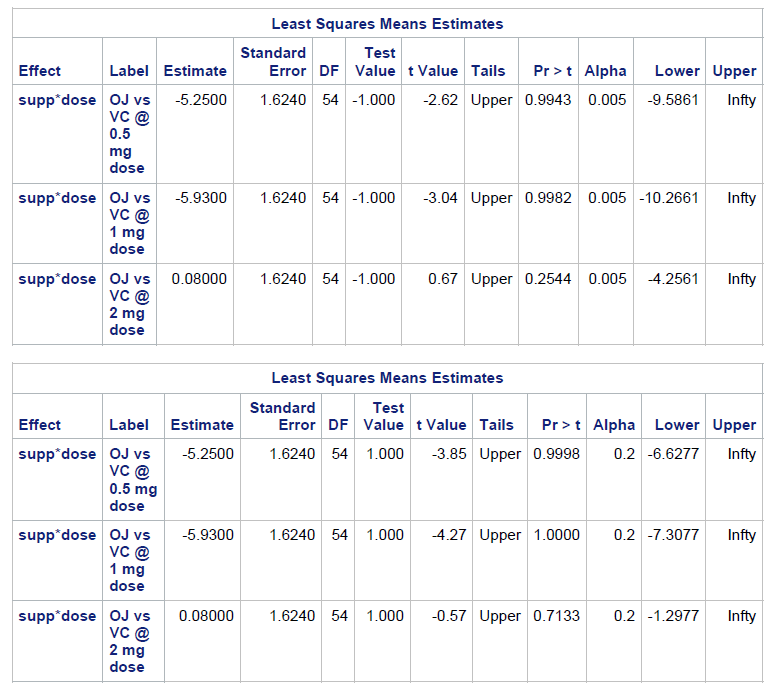 Least Squares Means Estimates
Standard Test
Effect Label Estimate Error DF Value t Value Tails Pr > t Alpha Lower Upper
supp*dose OJ vs -5.2500 1.6240 54 -1.000 -2.62 Upper 0.9943 0.005 -9.5861 Infty
VC @
0.5
mg
dose
supp*dose OJ vs -5.9300 1.6240 54 -1.000 -3.04 Upper 0.9982 0.005 -10.2661 Infty
VC @
1 mg
dose
supp*dose OJ vs 0.08000 1.6240 54 -1.000 0.67 Upper 0.2544 0.005 -4.2561 Infty
VC @
2 mg
dose
Least Squares Means Estimates
Standard Test
Effect Label Estimate Error DF Value t Value Tails Pr > t Alpha Lower Upper
supp*dose OJ vs -5.2500 1.6240 54 1.000 -3.85 Upper 0.9998 0.2 -6.6277 Infty
VC @
0.5 mg
dose
supp*dose OJ vs -5.9300 1.6240 54 1.000 -4.27 Upper 1.0000 0.2 -7.3077 Infty
VC @
1 mg
dose
supp*dose OJ vs 0.08000 1.6240 54 1.000 -0.57 Upper 0.7133 0.2 -1.2977 Infty
VC @
2 mg
dose